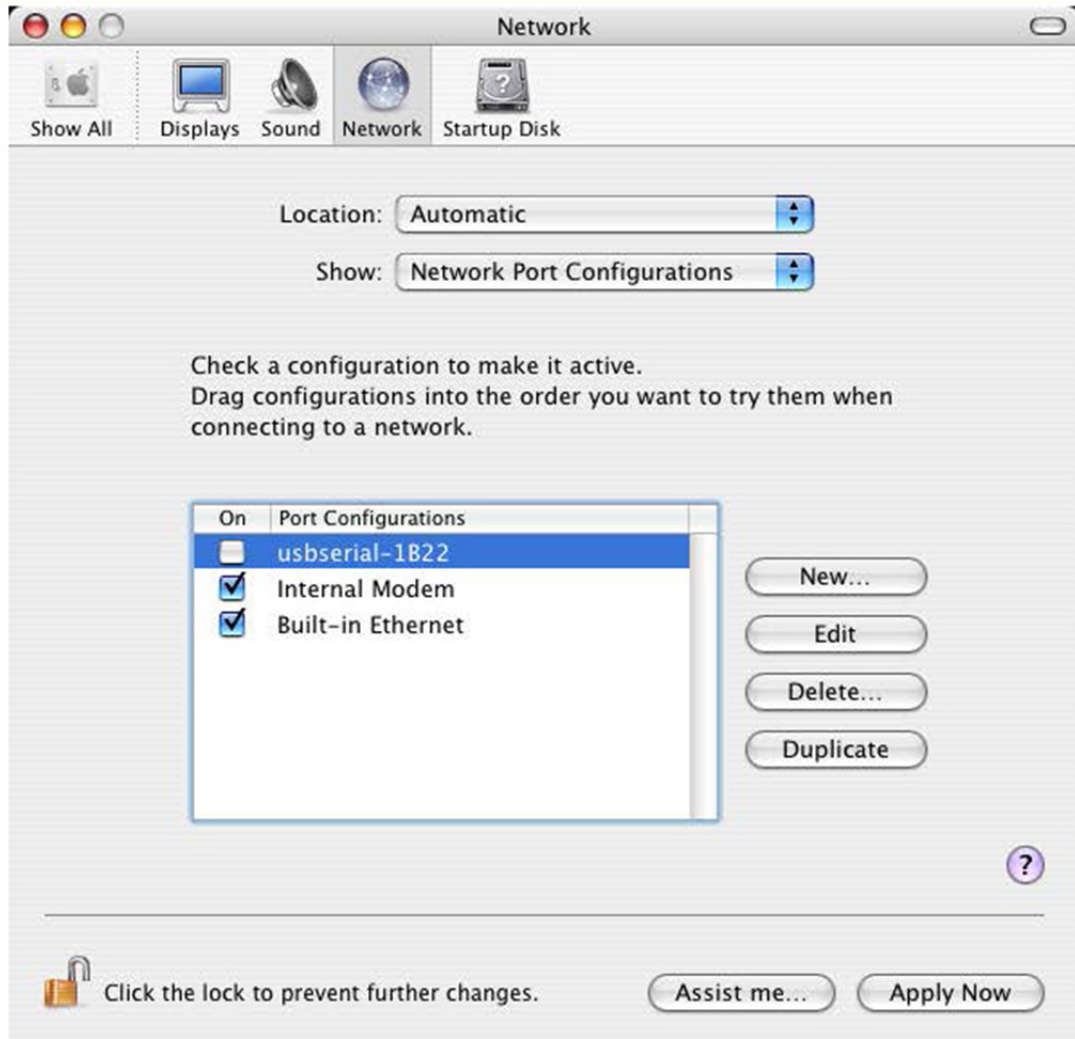 Network
Show All
Displays
Sound
Network
Startup Disk
Location: Automatic
Show: Network Port Configurations
Check a configuration to make it active.
Drag configurations into the order you want to try them when
connecting to a network.
On Port Configurations
usbserial-1B22
Internal Modem
Built-in Ethernet
New...
Edit
Delete...
Duplicate
?
Click the lock to prevent further changes.
Assist me...
Apply Now